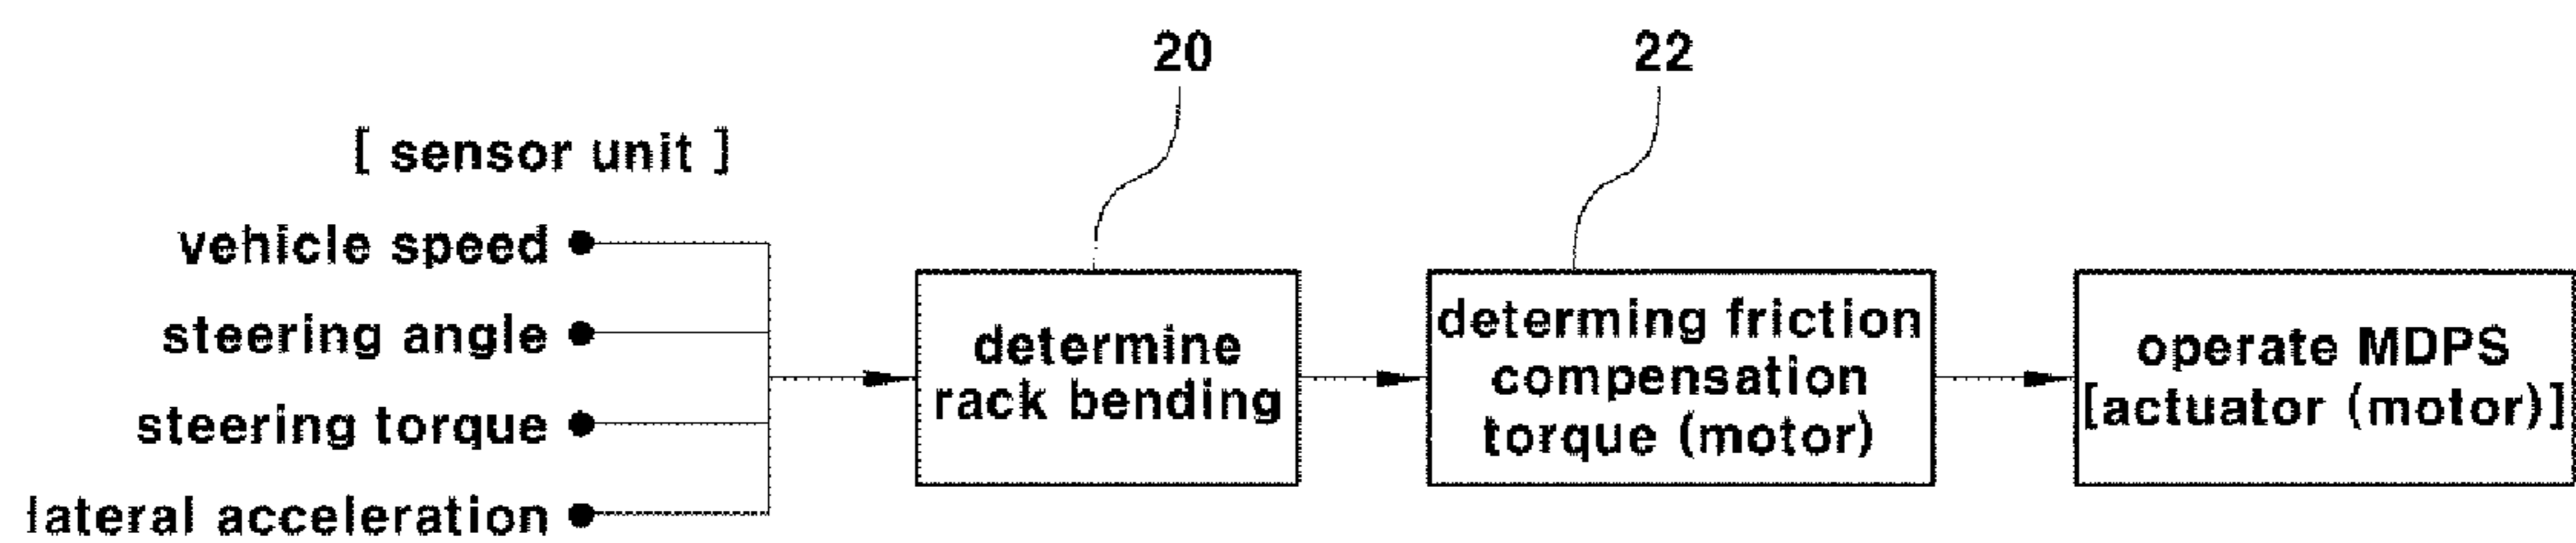 20
22
[ sensor unit ]
vehicle speed
steering angle
steering torque
lateral acceleration
determine
rack bending
determing friction
compensation
torque (motor)
operate MDPS
[actuator (motor)]